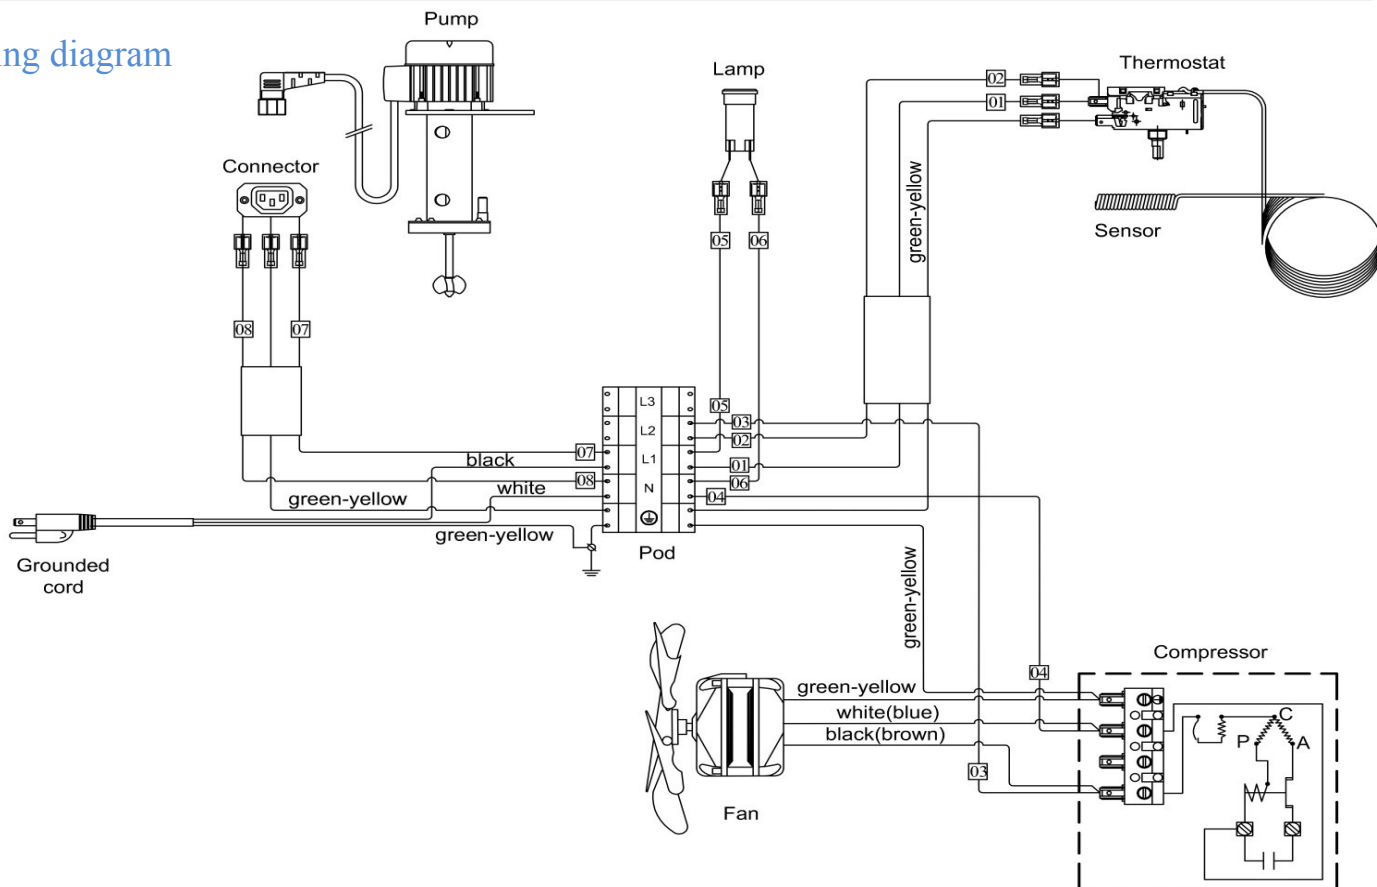 ng diagram
Pump
Lamp
Thermostat
02
01
Connector
green-yellow
Sensor
05
06
08
07
L3
05
03
L2
02
07
L1
01
black
08
06
N
04
white
green-yellow
green-yellow
Pod
Grounded
cord
green-yellow
Compressor
04
green-yellow
white(blue)
black(brown)
C
P
A
03
Fan